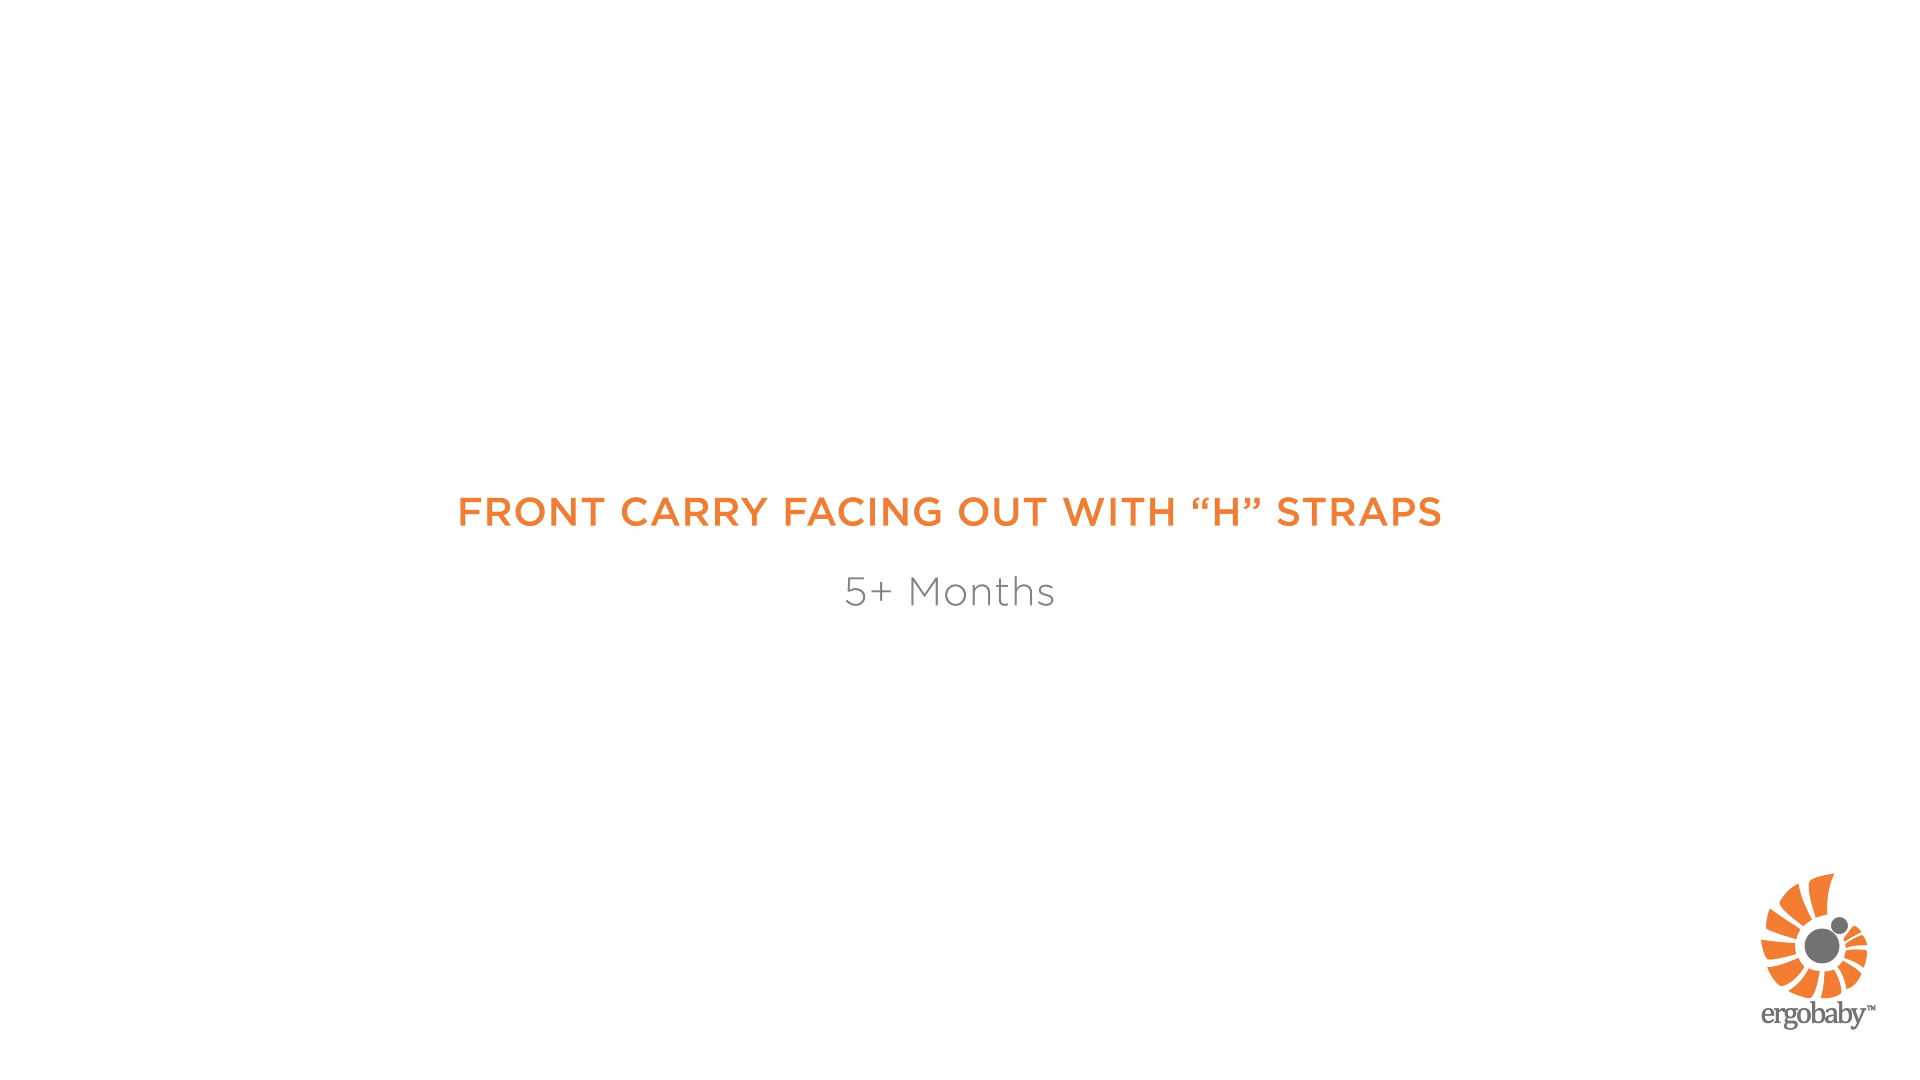 FRONT CARRY FACING OUT WITH “H” STRAPS
5+ Months
ergobaby™